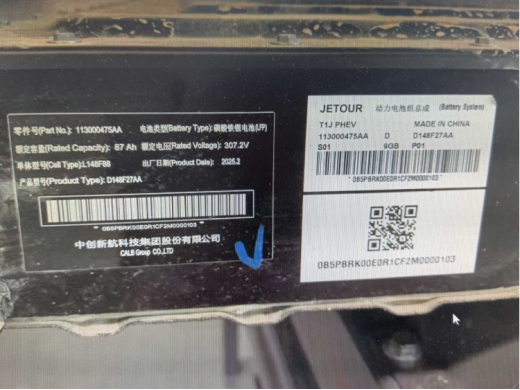 零件号(Part No.): 113000475AA 电池类型(Battery Type): 磷酸铁锂电池(LFP)
额定容量(Rated Capacity): 87 Ah 额定电压(Rated Voltage): 307.2V
单体型号(Cell Type): L148F88 出厂日期(Product Date): 2025.2
产品型号(Product Type): D148F27AA
*0B5PBRK00E0R1CF2M0000103
中创新航科技集团股份有限公司
CALB Group CO.,LTD
JETOUR 动力电池组总成 (Battery System)
T1J PHEV MADE IN CHINA
113000475AA D D148F27AA
S01 9GB P01
*0B5PBRK00E0R1CF2M0000103*
0B5PBRK00E0R1CF2M0000103